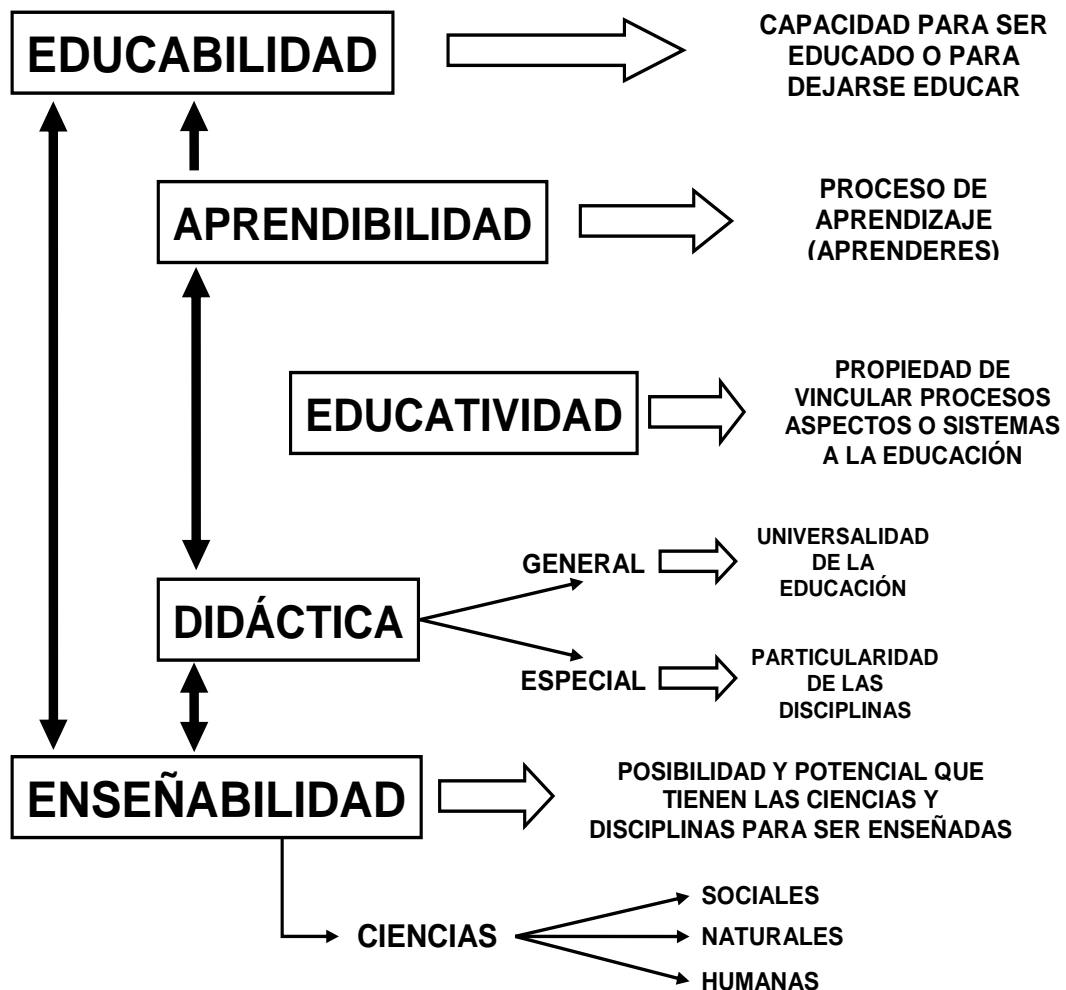 EDUCABILIDAD
CAPACIDAD PARA SER
EDUCADO O PARA
DEJARSE EDUCAR
APRENDIBILIDAD
PROCESO DE
APRENDIZAJE
(APRENDERES)
EDUCATIVIDAD
PROPIEDAD DE
VINCULAR PROCESOS
ASPECTOS O SISTEMAS
A LA EDUCACIÓN
DIDÁCTICA
GENERAL
UNIVERSALIDAD
DE LA
EDUCACIÓN
ESPECIAL
PARTICULARIDAD
DE LAS
DISCIPLINAS
ENSEÑABILIDAD
POSIBILIDAD Y POTENCIAL QUE
TIENEN LAS CIENCIAS Y
DISCIPLINAS PARA SER ENSEÑADAS
CIENCIAS
SOCIALES
NATURALES
HUMANAS